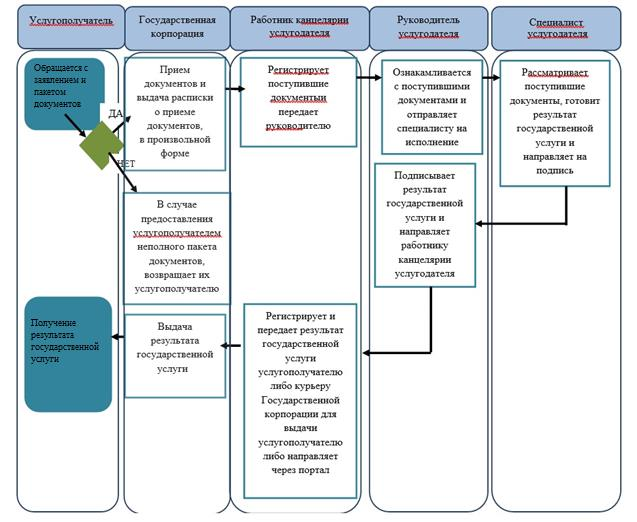 Услугополучатель
Государственная
корпорация
Работник канцелярии
услугодателя
Руководитель
услугодателя
Специалист
услугодателя
Обращается с
заявлением и
пакетом
документов
ДА
НЕТ
Прием
документов и
выдача расписки
о приеме
документов,
в произвольной
форме
В случае
предоставления
услугополучателем
неполного пакета
документов,
возвращает их
услугополучателю
Регистрирует
поступившие
документыи
передает
руководителю
Ознакамливается
с поступившими
документами и
отправляет
специалисту на
исполнение
Рассматривает
поступившие
документы, готовит
результат
государственной
услуги и
направляет на
подпись
Подписывает
результат
государственной
услуги и
направляет
работнику
канцелярии
услугодателя
Регистрирует и
передает результат
государственной
услуги
услугополучателю
либо курьеру
Государственной
корпорации для
выдачи
услугополучателю
либо направляет
через портал
Выдача
результата
государственной
услуги
Получение
результата
государственной
услуги